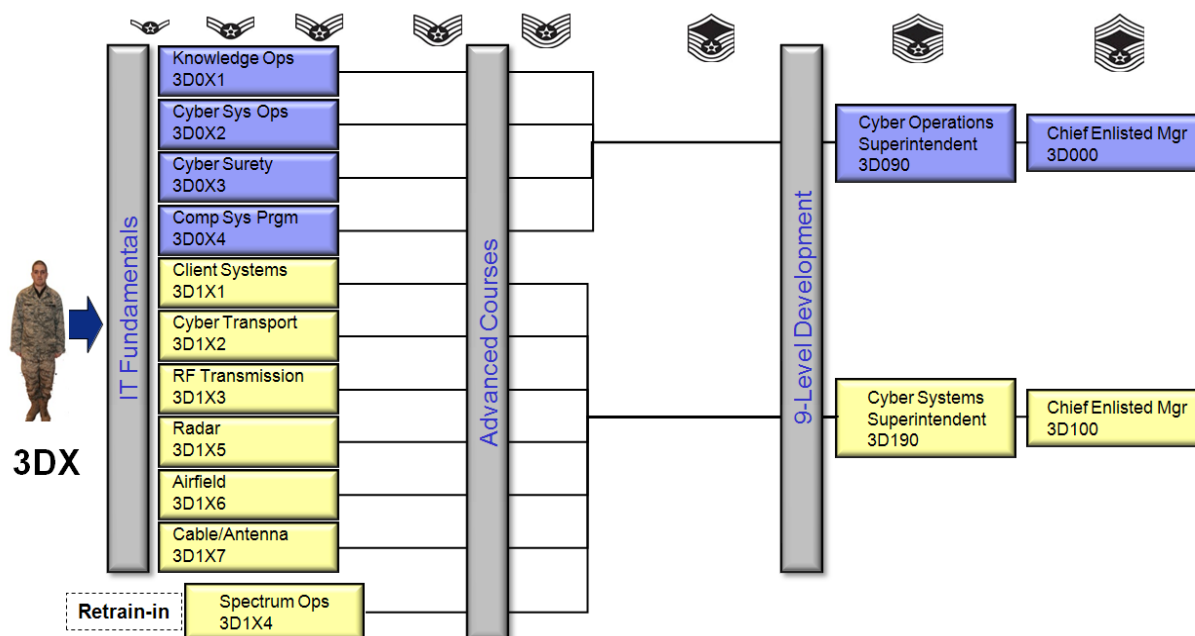 Knowledge Ops
3D0X1
Cyber Sys Ops
3D0X2
Cyber Surety
3D0X3
Comp Sys Prgm
3D0X4
Client Systems
3D1X1
Cyber Transport
3D1X2
RF Transmission
3D1X3
Radar
3D1X5
Airfield
3D1X6
Cable/Antenna
3D1X7
Retrain-in
Spectrum Ops
3D1X4
3DX
IT Fundamentals
Advanced Courses
9-Level Development
Cyber Operations
Superintendent
3D090
Chief Enlisted Mgr
3D000
Cyber Systems
Superintendent
3D190
Chief Enlisted Mgr
3D100